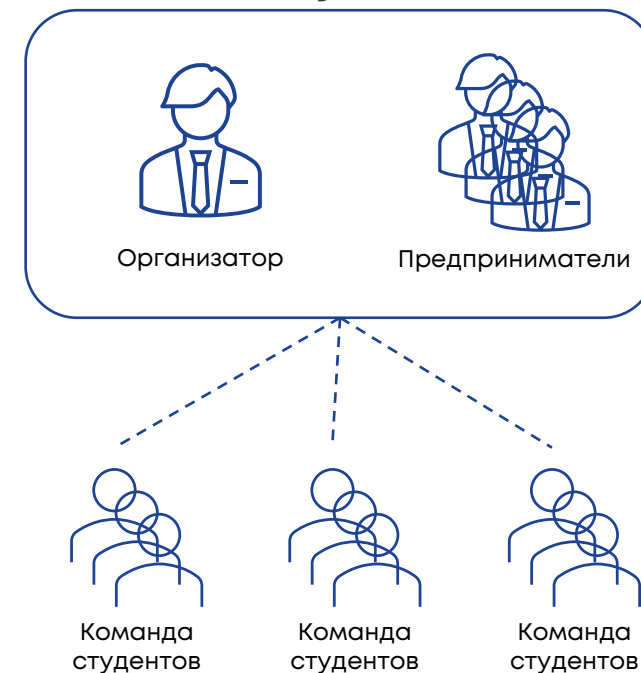 Организатор
Предприниматели
Команда
студентов
Команда
студентов
Команда
студентов